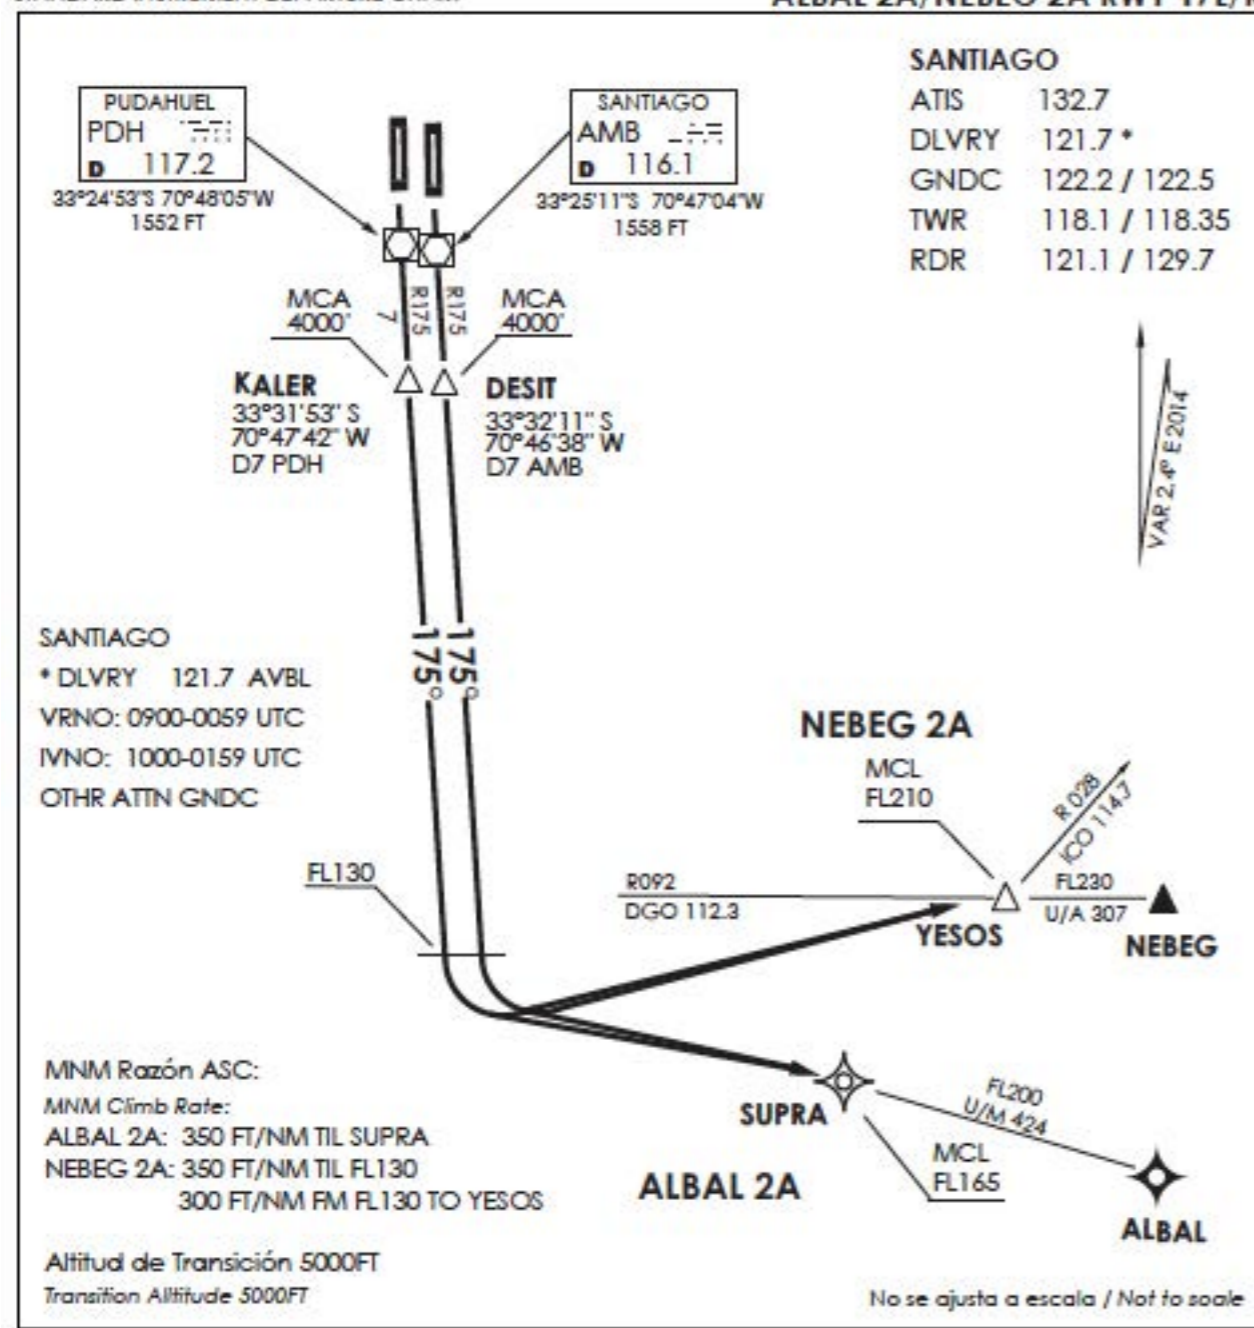 SANTIAGO
ATIS 132.7
DLVRY 121.7 *
GNDC 122.2 / 122.5
TWR 118.1 / 118.35
RDR 121.1 / 129.7
PUDAHUEL
PDH
D 117.2
33°24'53"S 70°48'05"W
1552 FT
SANTIAGO
AMB
D 116.1
33°25'11"S 70°47'04"W
1558 FT
MCA
4000'
7
R175
R175
MCA
4000'
KALER
33°31'53" S
70°47'42" W
D7 PDH
DESIT
33°32'11" S
70°46'38" W
D7 AMB
VAR 2.4° E 2014
175°
175°
SANTIAGO
* DLVRY 121.7 AVBL
VRNO: 0900-0059 UTC
IVNO: 1000-0159 UTC
OTHR ATTN GNDC
NEBEG 2A
MCL
FL210
R 028
ICO 114.7
FL130
R092
DGO 112.3
FL230
U/A 307
YESOS
NEBEG
MNM Razón ASC:
MNM Climb Rate:
ALBAL 2A: 350 FT/NM TIL SUPRA
NEBEG 2A: 350 FT/NM TIL FL130
300 FT/NM FM FL130 TO YESOS
SUPRA
FL200
U/M 424
MCL
FL165
ALBAL 2A
ALBAL
Altitud de Transición 5000FT
Transition Alltitude 5000FT
No se ajusta a escala / Not to scale